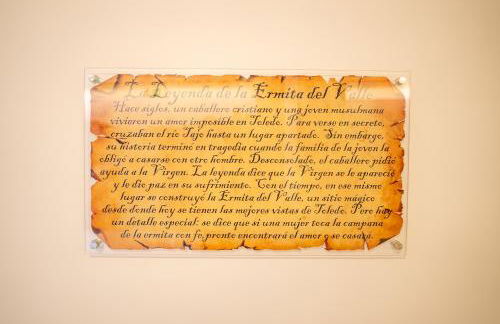 La Leyenda de la Ermita del Valle
Hace siglos, un caballero cristiano y una joven musulmana
vivieron un amor imposible en Toledo. Para verse en secreto,
cruzaban el río Tajo hasta un lugar apartado. Sin embargo,
su historia terminó en tragedia cuando la familia de la joven la
obligó a casarse con otro hombre. Desconsolado, el caballero pidió
ayuda a la Virgen. La leyenda dice que la Virgen se le apareció
y le dio paz en su sufrimiento. Con el tiempo, en ese mismo
lugar se construyó la Ermita del Valle, un sitio mágico
desde donde hoy se tienen las mejores vistas de Toledo. Pero hay
un detalle especial: se dice que si una mujer toca la campana
de la ermita con fe, pronto encontrará el amor y se casará.